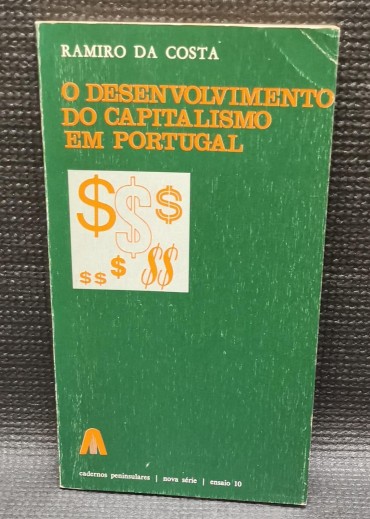 RAMIRO DA COSTA
O DESENVOLVIMENTO
DO CAPITALISMO
EM PORTUGAL
$ $ $
$ $ $ $$
cadernos peninsulares | nova série | ensaio 10